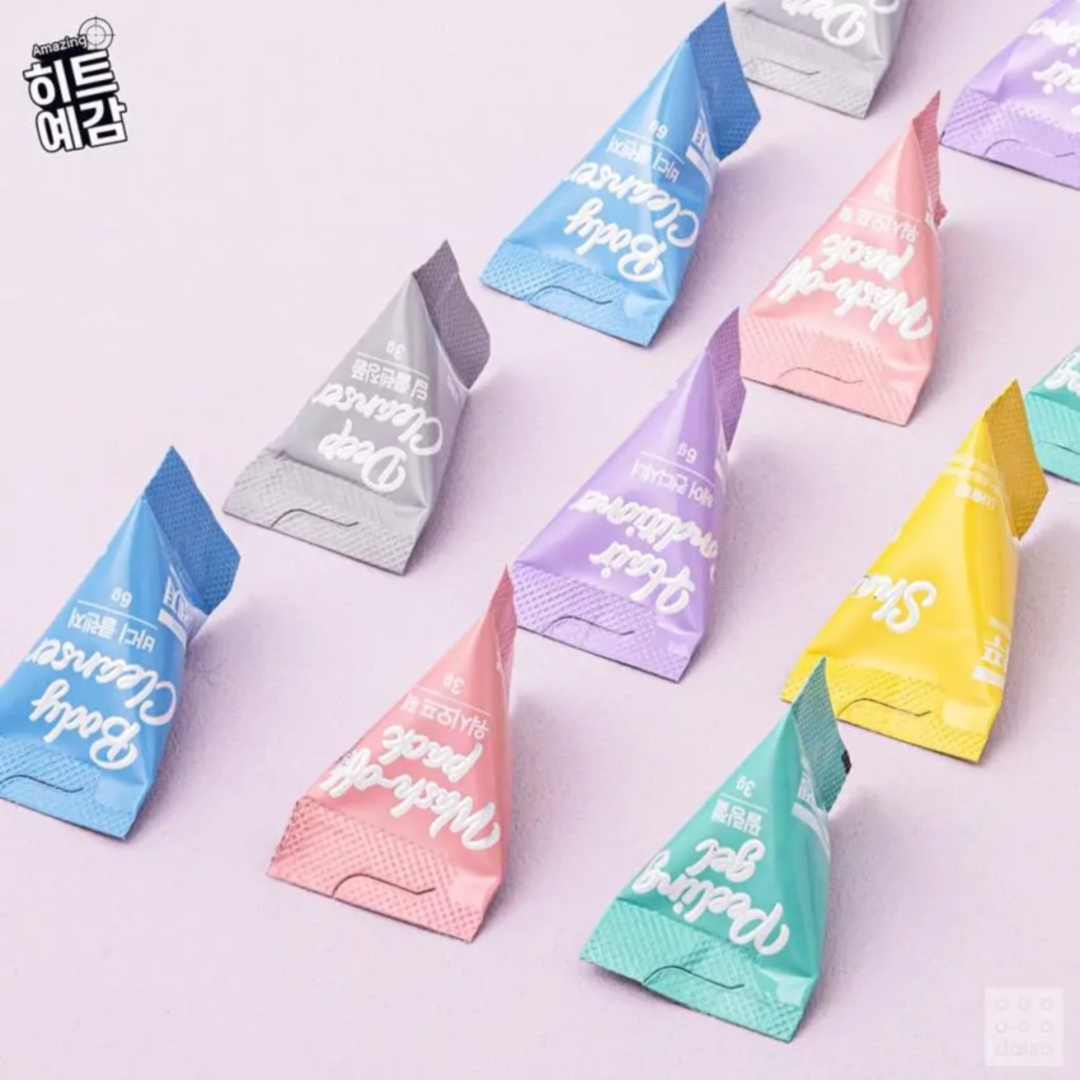 Amazing
히트
예감
Deep
Body
Cleanser
바디 클렌저
6g
Wash-off
pack
워시오프 팩
3g
Deep
Cleanser
딥 클렌징폼
3g
Hair
nditione
헤어 컨디셔너
6g
Sha
Body
Cleanser
바디 클렌저
6g
Wash-off
pack
워시오프 팩
3g
Peeling
gel
필링젤
3g